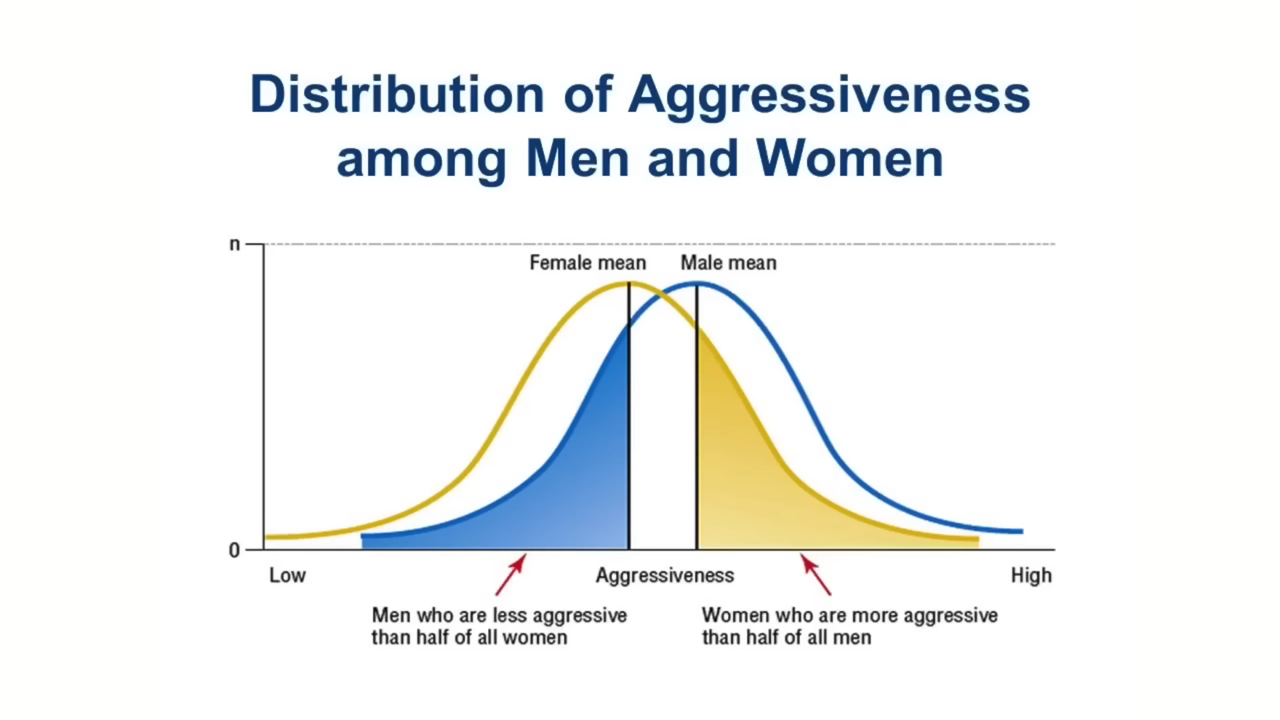 Distribution of Aggressiveness
among Men and Women
n
Female mean
Male mean
0
Low
Aggressiveness
High
Men who are less aggressive
than half of all women
Women who are more aggressive
than half of all men